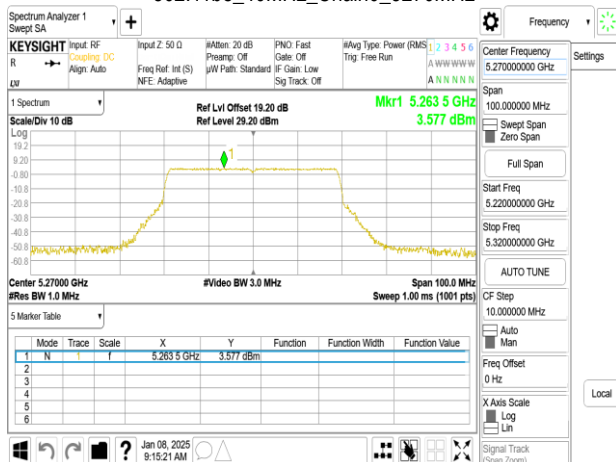 Spectrum Analyzer 1
Swept SA
+
Frequency
KEYSIGHT
R
Input: RF
Coupling: DC
Align: Auto
Input Z: 50 Ω
Freq Ref: Int (S)
NFE: Adaptive
#Atten: 20 dB
Preamp: Off
µW Path: Standard
PNO: Fast
Gate: Off
IF Gain: Low
Sig Track: Off
#Avg Type: Power (RMS
Trig: Free Run
1 2 3 4 5 6
A W W W W W
A N N N N N
1 Spectrum
Scale/Div 10 dB
Log
Ref Lvl Offset 19.20 dB
Ref Level 29.20 dBm
Mkr1 5.263 5 GHz
3.577 dBm
1
19.2
9.20
-0.80
-10.8
-20.8
-30.8
-40.8
-50.8
-60.8
Center 5.27000 GHz
#Res BW 1.0 MHz
#Video BW 3.0 MHz
Span 100.0 MHz
Sweep 1.00 ms (1001 pts)
5 Marker Table
Mode Trace Scale X Y Function Function Width Function Value
1 N 1 f 5.263 5 GHz 3.577 dBm
2
3
4
5
6
?
Jan 08, 2025
9:15:21 AM
Center Frequency
5.270000000 GHz
Span
100.000000 MHz
Swept Span
Zero Span
Full Span
Start Freq
5.220000000 GHz
Stop Freq
5.320000000 GHz
AUTO TUNE
CF Step
10.000000 MHz
Auto
Man
Freq Offset
0 Hz
X Axis Scale
Log
Lin
Signal Track
(Span Zoom)
Settings
Local